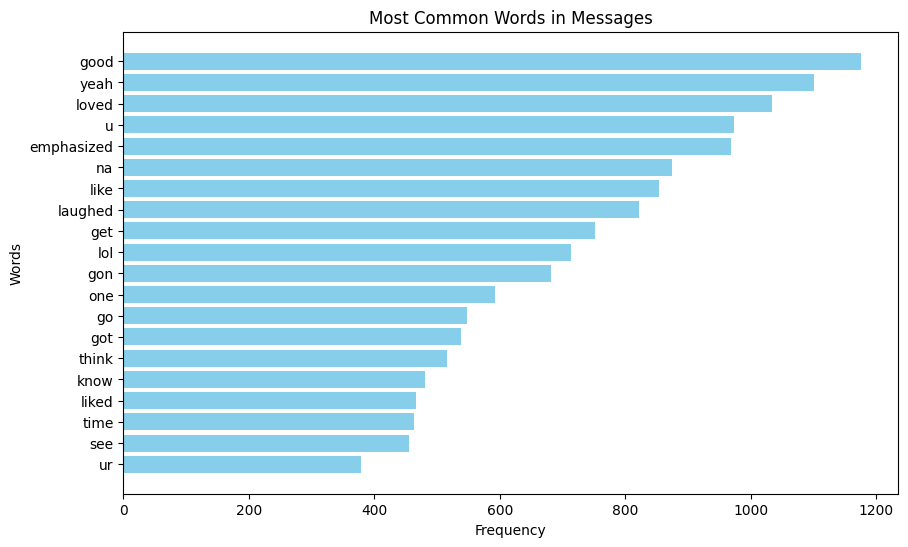 Most Common Words in Messages
good
yeah
loved
u
emphasized
na
like
laughed
get
lol
gon
one
go
got
think
know
liked
time
see
ur
Words
0 200 400 600 800 1000 1200
Frequency